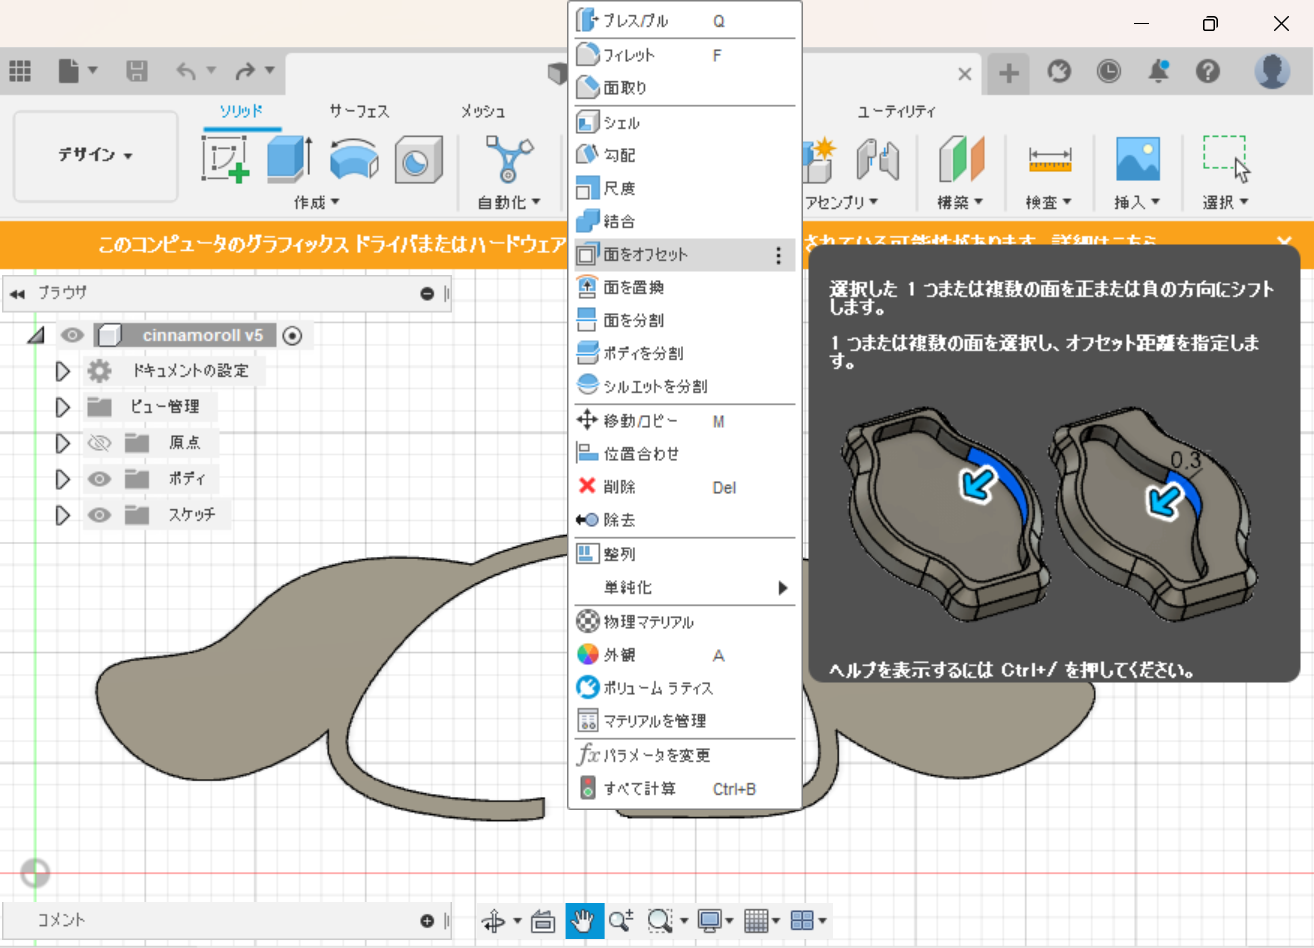 ソリッド
サーフェス
メッシュ
ユーティリティ
デザイン
作成
自動化
アセンブリ
構築
検査
挿入
選択
このコンピュータのグラフィックス ドライバまたはハードウェア
されている可能性があります。詳細はこちら
ブラウザ
cinnamoroll v5
ドキュメントの設定
ビュー管理
原点
ボディ
スケッチ
プレス/プル Q
フィレット F
面取り
シェル
勾配
尺度
結合
面をオフセット
面を置換
面を分割
ボディを分割
シルエットを分割
移動/コピー M
位置合わせ
削除 Del
除去
整列
単純化
物理マテリアル
外観 A
ボリューム ラティス
マテリアルを管理
fx パラメータを変更
すべて計算 Ctrl+B
選択した 1 つまたは複数の面を正または負の方向にシフト
します。
1 つまたは複数の面を選択し、オフセット距離を指定しま
す。
0.3
ヘルプを表示するには Ctrl+/ を押してください。
コメント